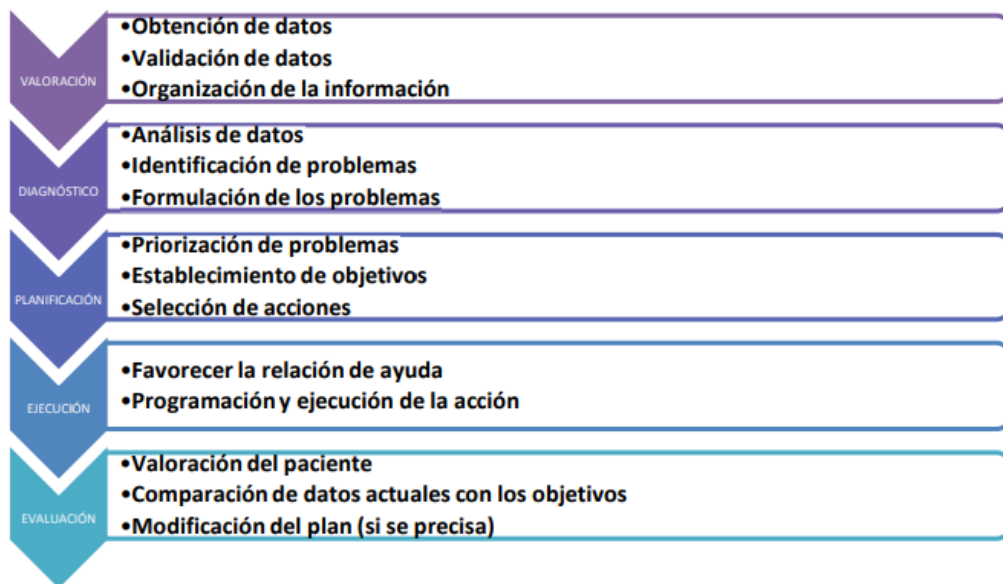 VALORACIÓN
•Obtención de datos
•Validación de datos
•Organización de la información
DIAGNÓSTICO
•Análisis de datos
•Identificación de problemas
•Formulación de los problemas
PLANIFICACIÓN
•Priorización de problemas
•Establecimiento de objetivos
•Selección de acciones
EJECUCIÓN
•Favorecer la relación de ayuda
•Programación y ejecución de la acción
EVALUACIÓN
•Valoración del paciente
•Comparación de datos actuales con los objetivos
•Modificación del plan (si se precisa)